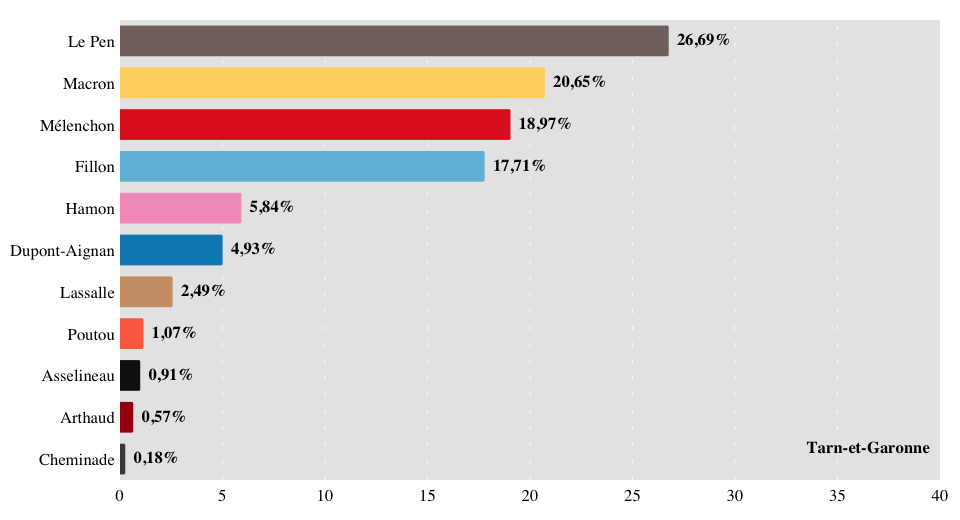 Le Pen 26,69%
Macron 20,65%
Mélenchon 18,97%
Fillon 17,71%
Hamon 5,84%
Dupont-Aignan 4,93%
Lassalle 2,49%
Poutou 1,07%
Asselineau 0,91%
Arthaud 0,57%
Tarn-et-Garonne
Cheminade 0,18%
0 5 10 15 20 25 30 35 40